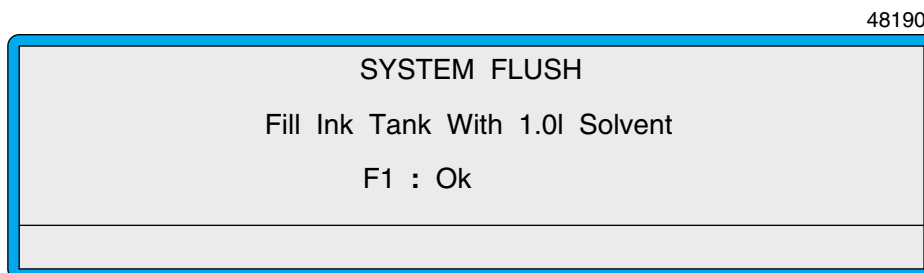 48190
SYSTEM FLUSH
Fill Ink Tank With 1.0l Solvent
F1 : Ok